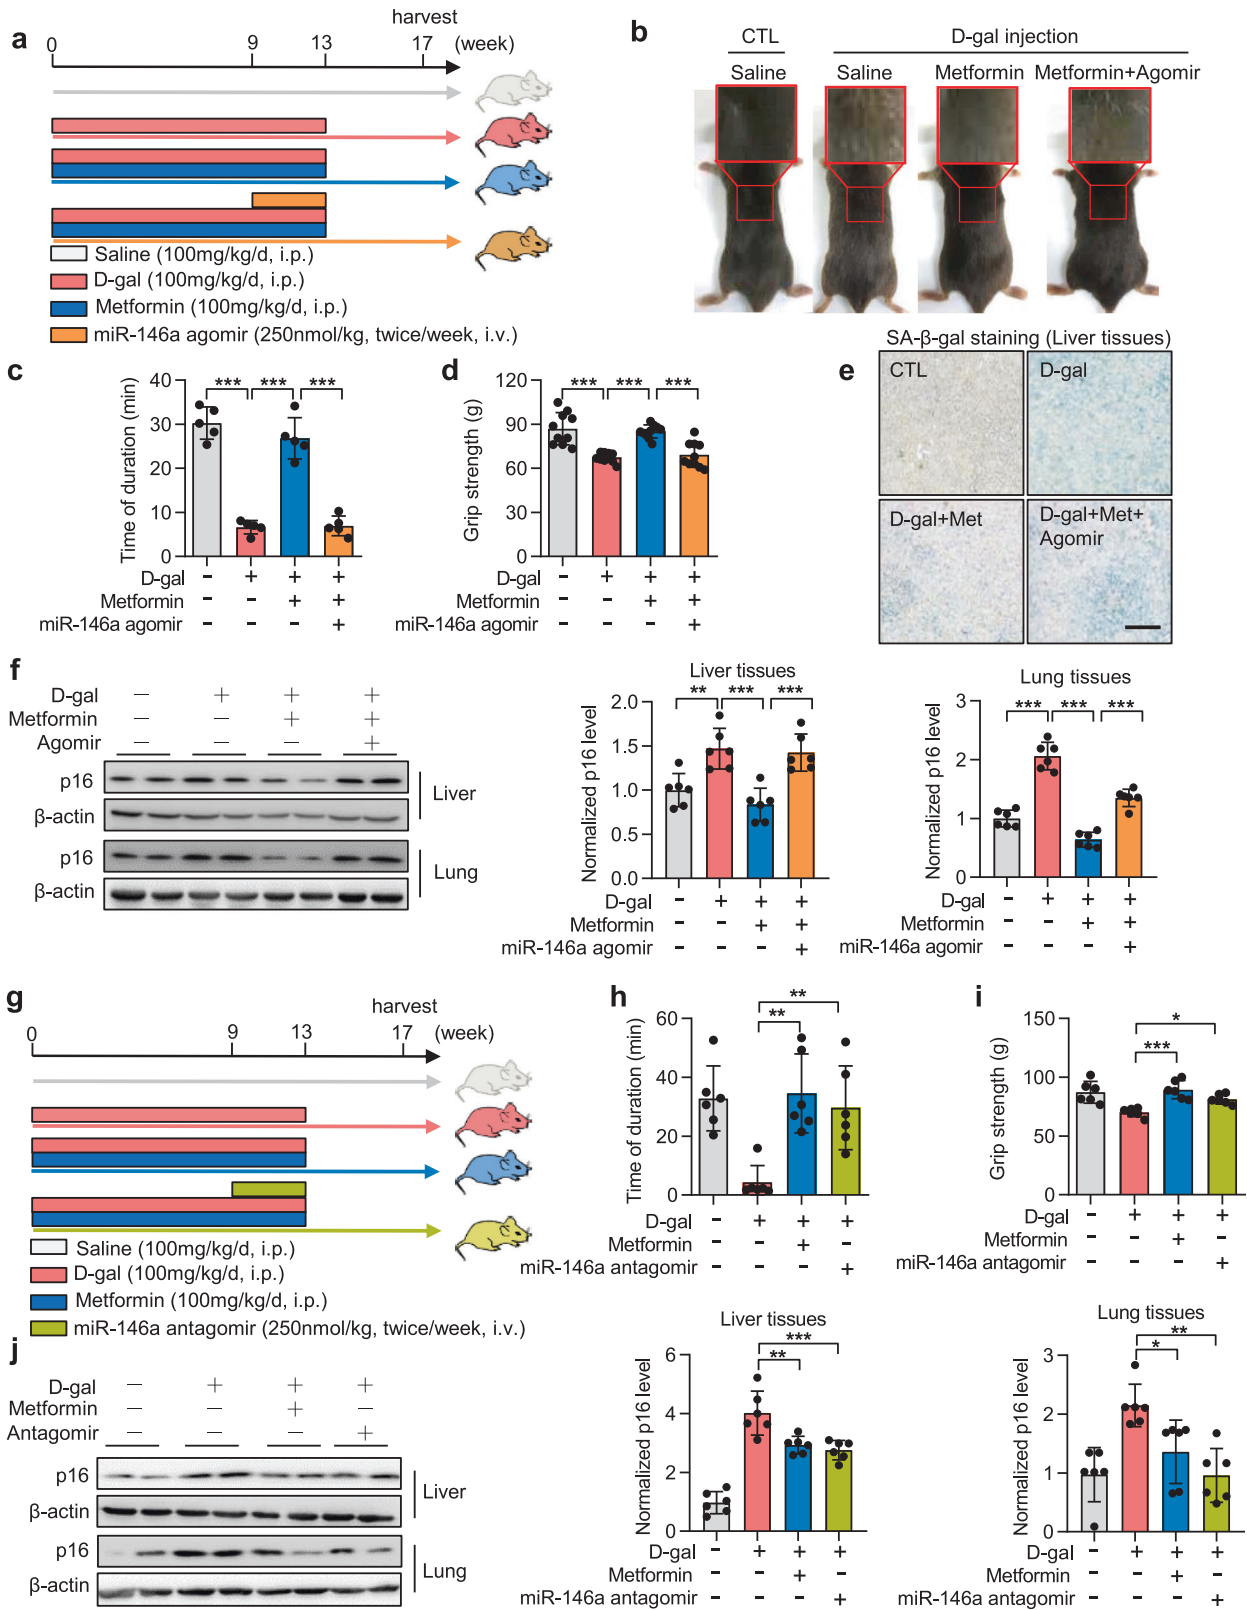 a
harvest
0 9 13 17 (week)
Saline (100mg/kg/d, i.p.)
D-gal (100mg/kg/d, i.p.)
Metformin (100mg/kg/d, i.p.)
miR-146a agomir (250nmol/kg, twice/week, i.v.)
b
CTL D-gal injection
Saline Saline Metformin Metformin+Agomir
c
Time of duration (min)
40
30
20
10
0
*** *** ***
D-gal - + + +
Metformin - - + +
miR-146a agomir - - - +
d
Grip strength (g)
120
90
60
30
0
*** *** ***
D-gal - + + +
Metformin - - + +
miR-146a agomir - - - +
e
SA-β-gal staining (Liver tissues)
CTL D-gal
D-gal+Met D-gal+Met+
Agomir
f
D-gal — + + +
Metformin — — + +
Agomir — — — +
p16
β-actin
Liver
p16
β-actin
Lung
Liver tissues
Normalized p16 level
2.0
1.5
1.0
0.5
0.0
** *** ***
D-gal - + + +
Metformin - - + +
miR-146a agomir - - - +
Lung tissues
Normalized p16 level
3
2
1
0
*** *** ***
D-gal - + + +
Metformin - - + +
miR-146a agomir - - - +
g
harvest
0 9 13 17 (week)
Saline (100mg/kg/d, i.p.)
D-gal (100mg/kg/d, i.p.)
Metformin (100mg/kg/d, i.p.)
miR-146a antagomir (250nmol/kg, twice/week, i.v.)
h
Time of duration (min)
60
40
20
0
**
**
D-gal - + + +
Metformin - - + -
miR-146a antagomir - - - +
i
Grip strength (g)
150
100
50
0
*
***
D-gal - + + +
Metformin - - + -
miR-146a antagomir - - - +
j
D-gal — + + +
Metformin — — + —
Antagomir — — — +
p16
β-actin
Liver
p16
β-actin
Lung
Liver tissues
Normalized p16 level
6
4
2
0
***
**
D-gal - + + +
Metformin - - + -
miR-146a antagomir - - - +
Lung tissues
Normalized p16 level
3
2
1
0
**
*
D-gal - + + +
Metformin - - + -
miR-146a antagomir - - - +